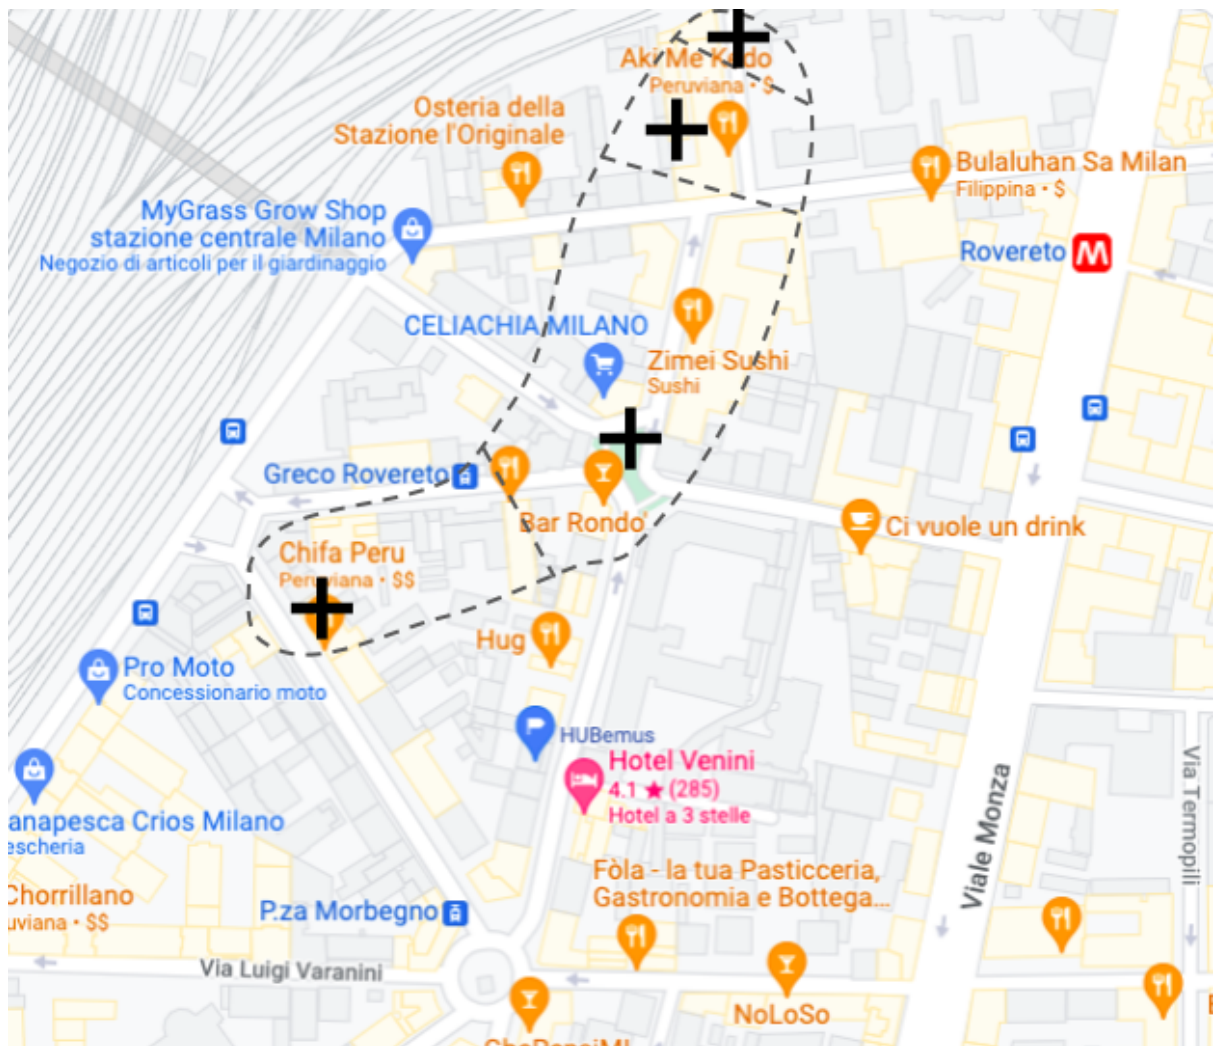 Aki Me Kodo
Peruviana • $
Osteria della
Stazione l'Originale
Bulaluhan Sa Milan
Filippina • $
MyGrass Grow Shop
stazione centrale Milano
Negozio di articoli per il giardinaggio
Rovereto
M
CELIACHIA MILANO
Zimei Sushi
Sushi
Greco Rovereto
Bar Rondo'
Ci vuole un drink
Chifa Peru
Peruviana • $$
Hug
Pro Moto
Concessionario moto
HUBemus
Hotel Venini
4.1 ★ (285)
Hotel a 3 stelle
Via Termopili
Viale Monza
anapesca Crios Milano
escheria
Fòla - la tua Pasticceria,
Gastronomia e Bottega...
Chorrillano
uviana • $$
P.za Morbegno
Via Luigi Varanini
NoLoSo